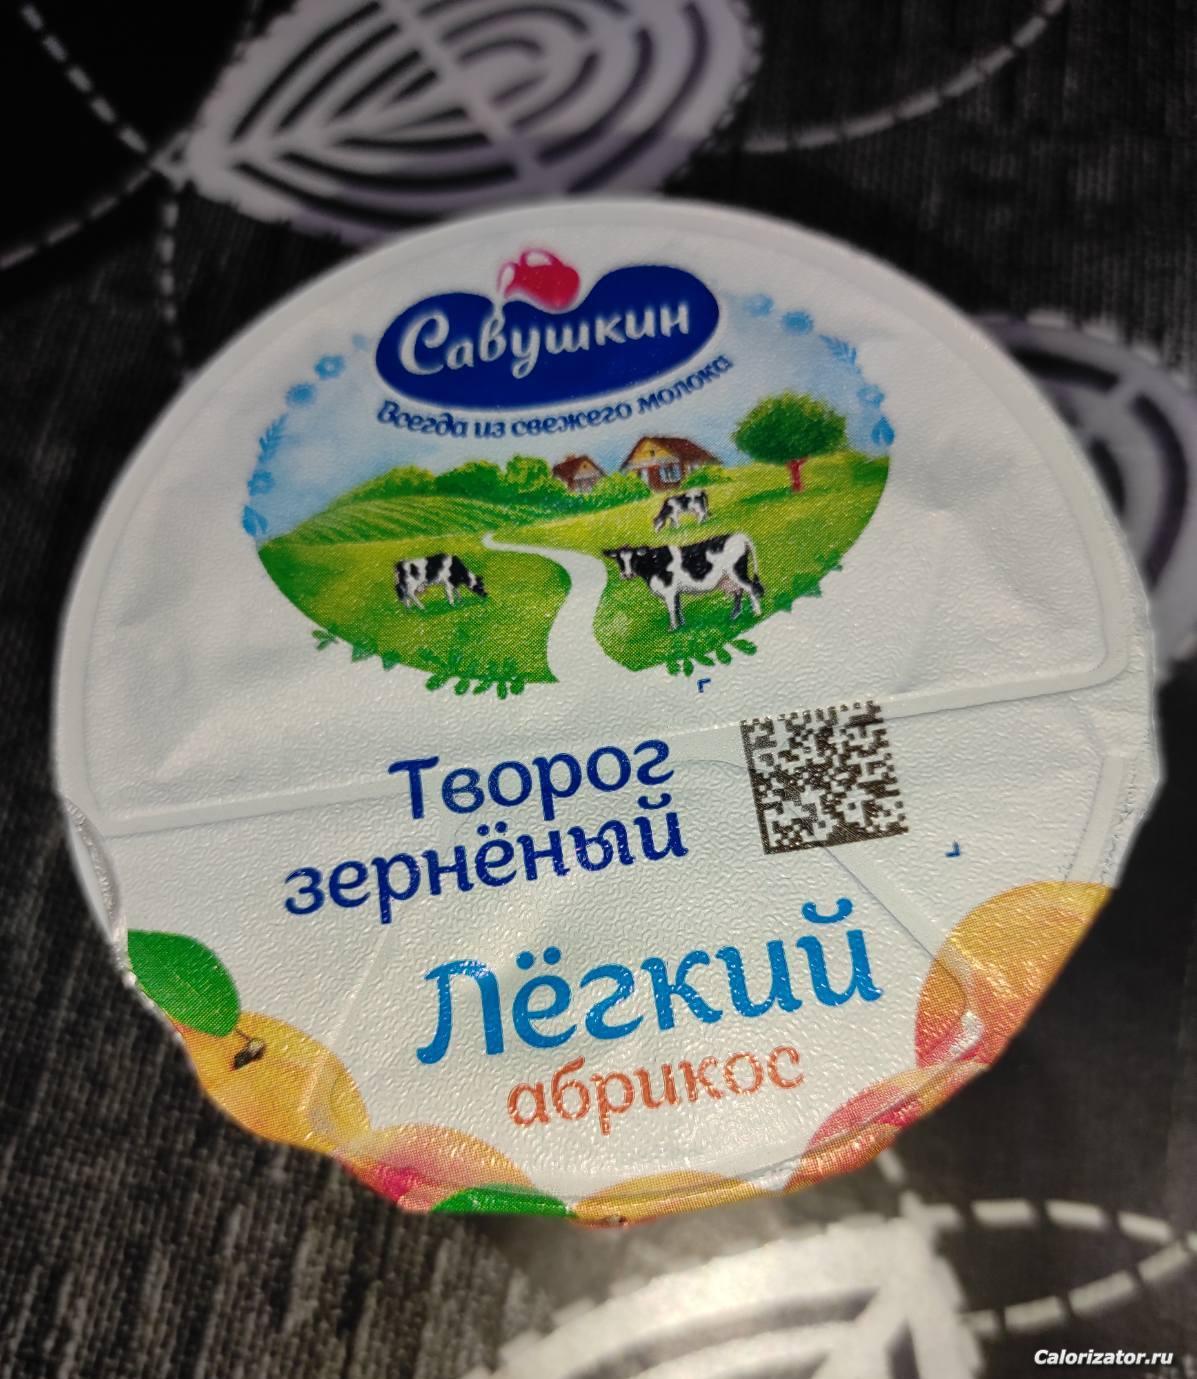 Савушкин
Всегда из свежего молока
Творог
зернёный
Лёгкий
абрикос
Calorizator.ru